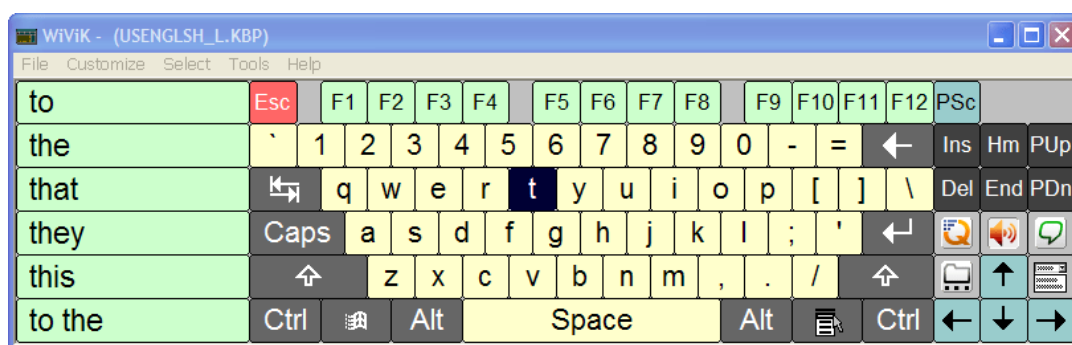 WiViK - (USENGLSH_L.KBP)
File Customize Select Tools Help
to Esc F1 F2 F3 F4 F5 F6 F7 F8 F9 F10 F11 F12 PSc
the ` 1 2 3 4 5 6 7 8 9 0 - = Ins Hm PUp
that q w e r t y u i o p [ ] \ Del End PDn
they Caps a s d f g h j k l ; '
this z x c v b n m , . /
to the Ctrl Alt Space Alt Ctrl